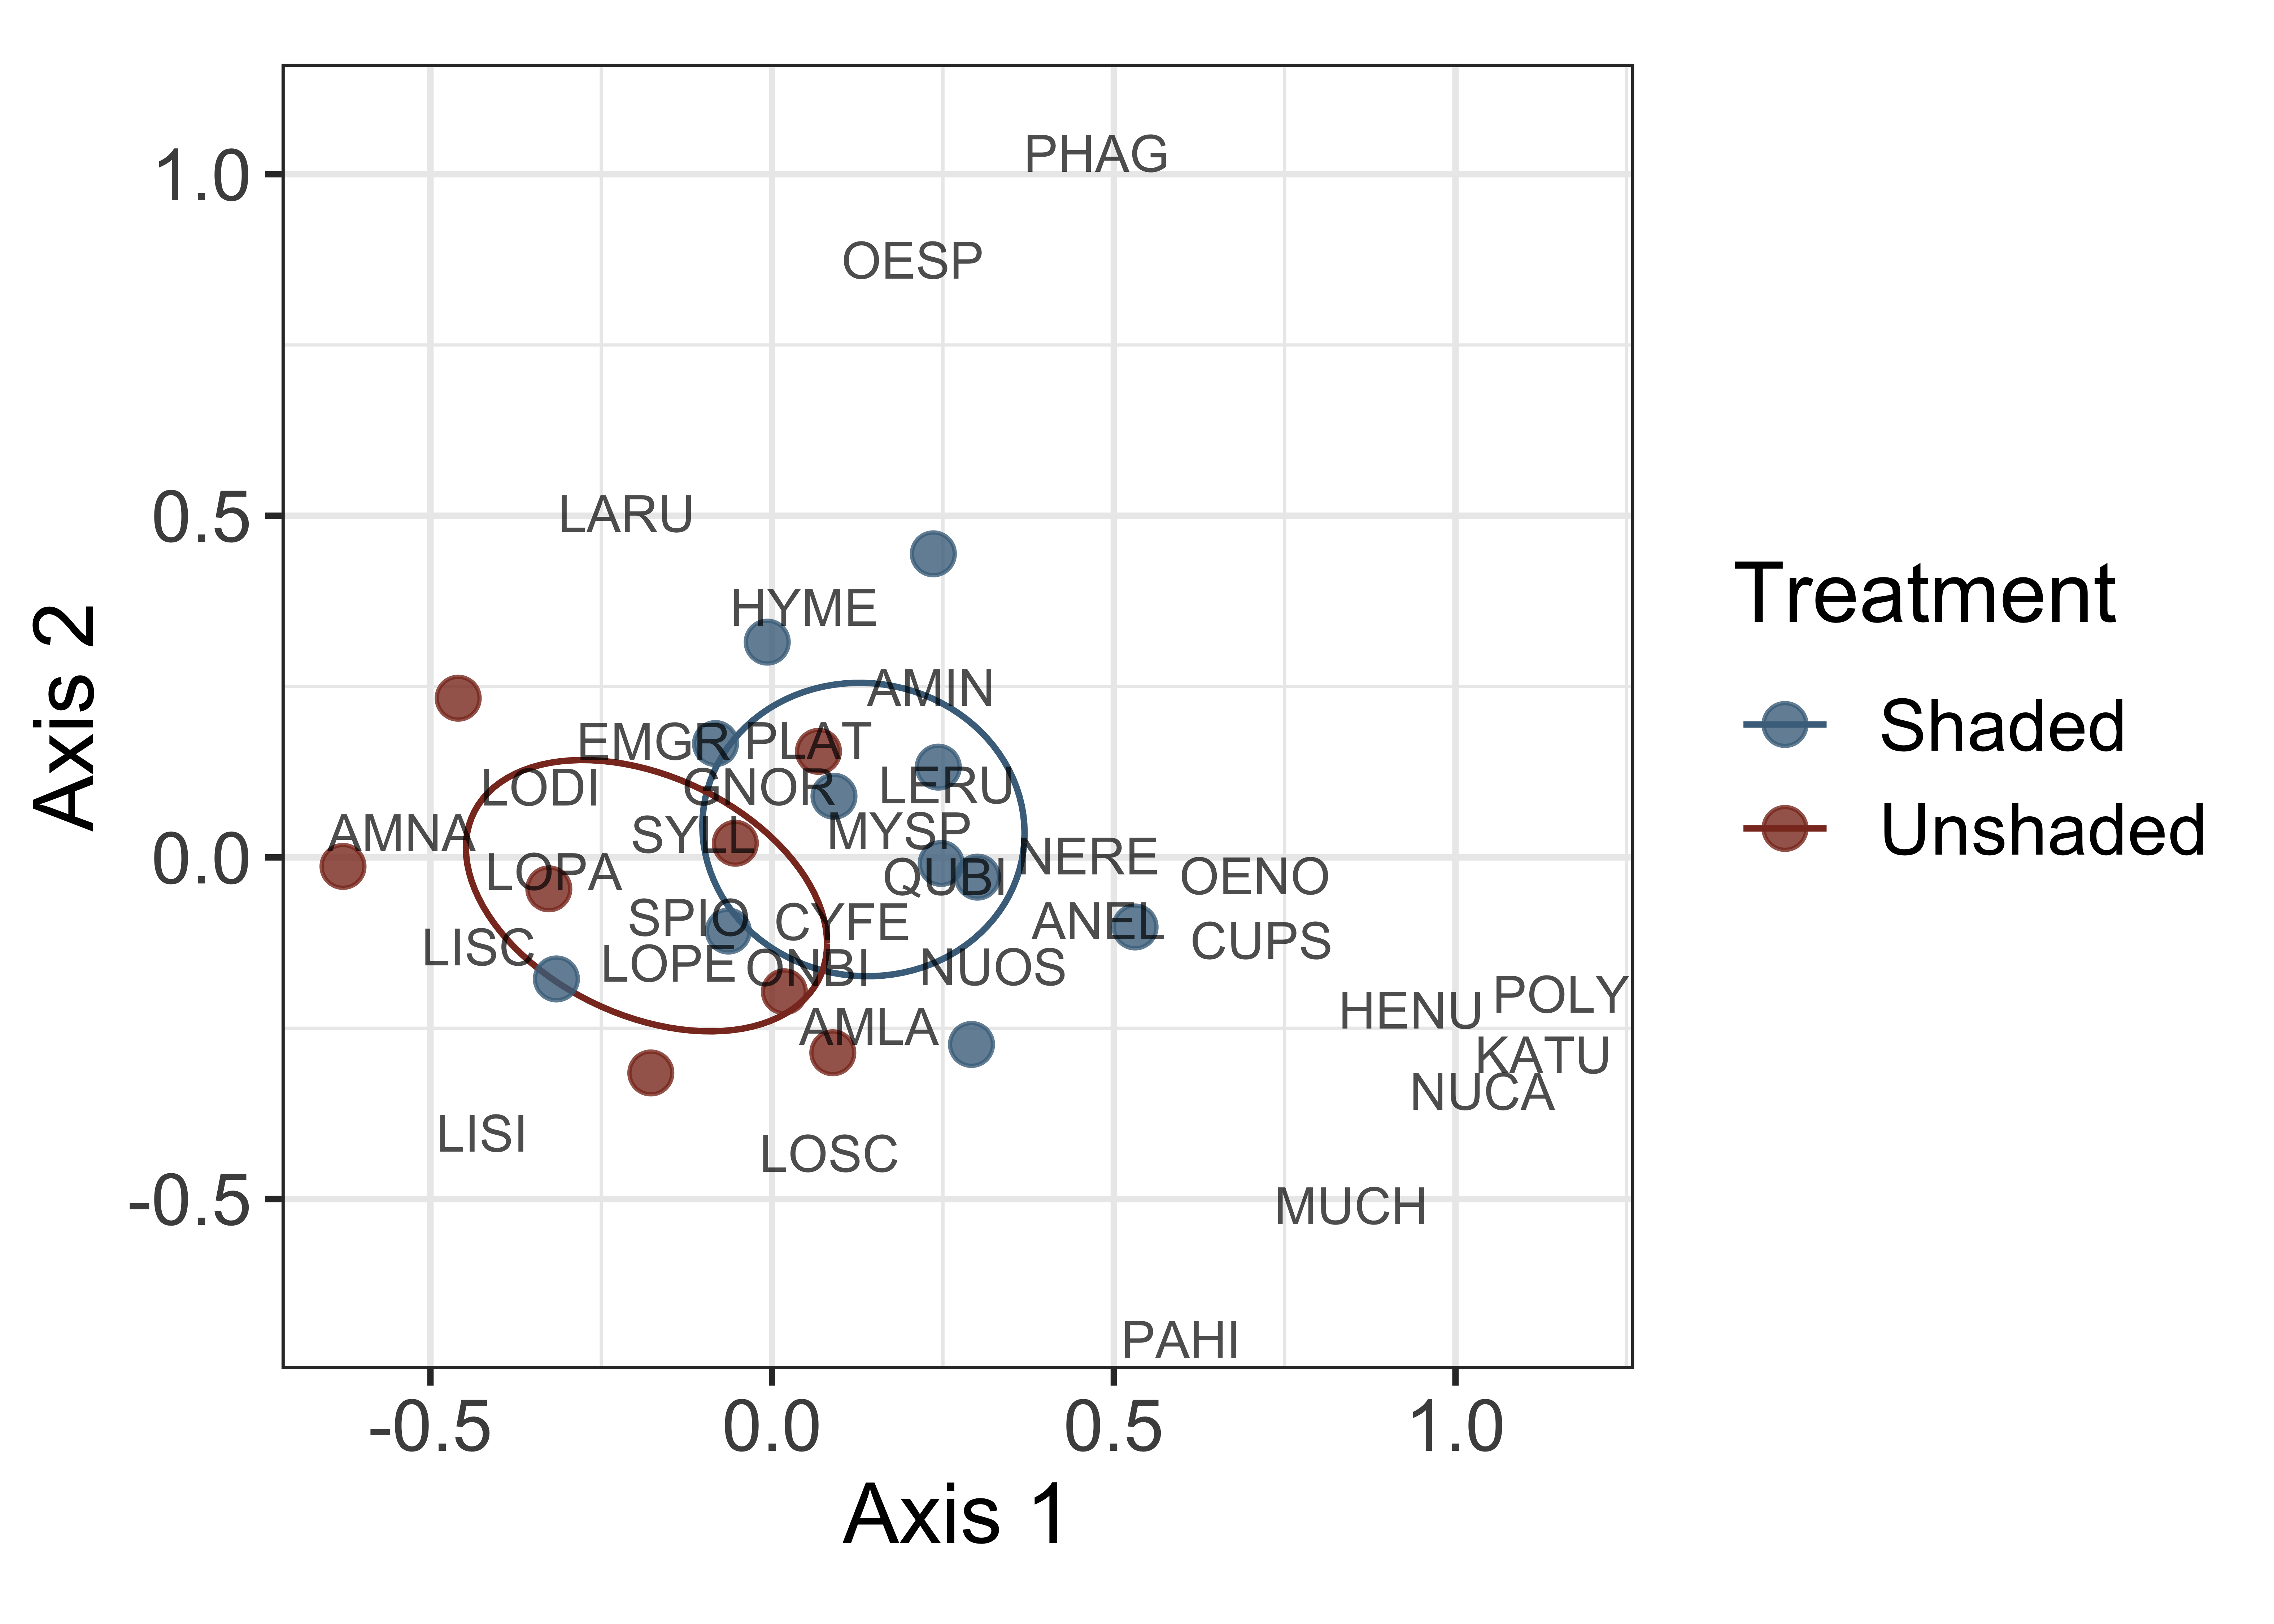 PHAG
1.0
OESP
LARU
0.5
HYME
Treatment
AMIN
Shaded
EMGR PLAT
LODI GNOR LERU
Unshaded
AMNA SYLL MYSP
0.0
NERE
LOPA QUBI OENO
SPIO CYFE ANEL
LISC CUPS
LOPE ONBI NUOS
POLY
HENU
AMLA
KATU
NUCA
LISI
LOSC
-0.5
MUCH
PAHI
-0.5 0.0 0.5 1.0
Axis 1
Axis 2